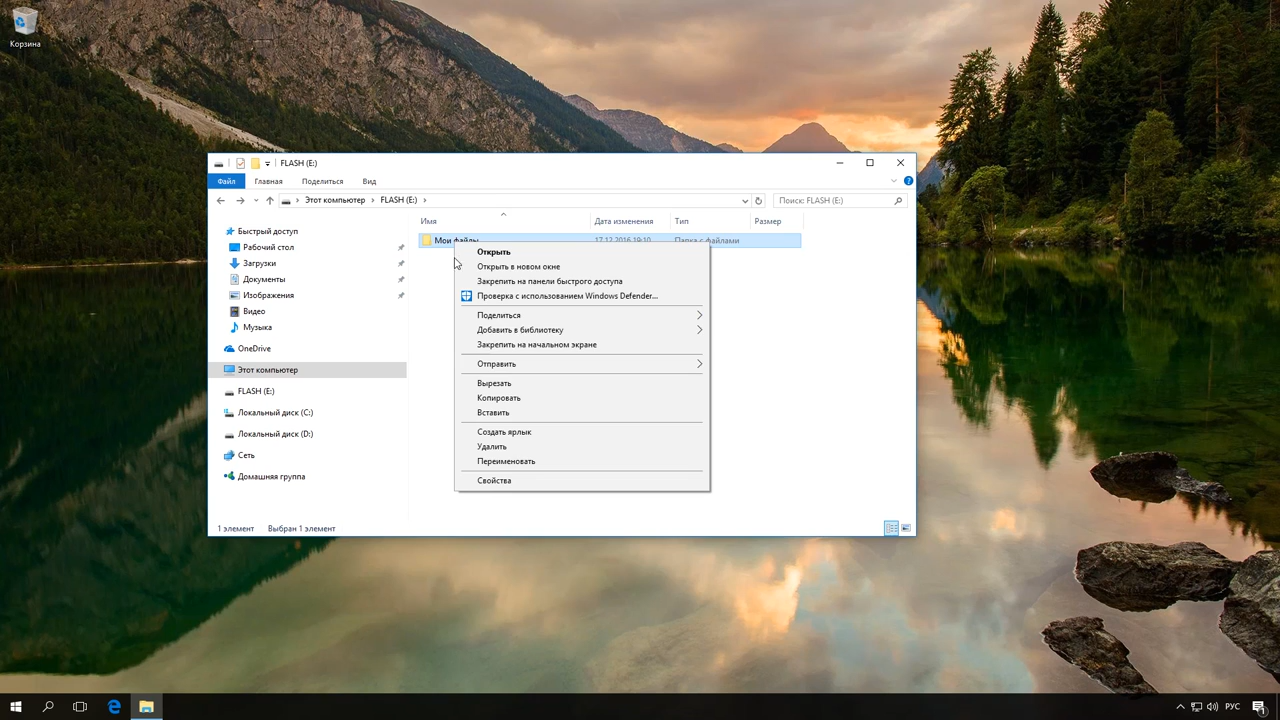 Корзина
FLASH (E:)
Файл Главная Поделиться Вид
Этот компьютер FLASH (E:) Поиск: FLASH (E:)
Имя Дата изменения Тип Размер
Мои файлы 17.12.2016 19:10 Папка с файлами
Быстрый доступ
Рабочий стол
Загрузки
Документы
Изображения
Видео
Музыка
OneDrive
Этот компьютер
FLASH (E:)
Локальный диск (C:)
Локальный диск (D:)
Сеть
Домашняя группа
Открыть
Открыть в новом окне
Закрепить на панели быстрого доступа
Проверка с использованием Windows Defender...
Поделиться
Добавить в библиотеку
Закрепить на начальном экране
Отправить
Вырезать
Копировать
Вставить
Создать ярлык
Удалить
Переименовать
Свойства
1 элемент Выбран 1 элемент
РУС 1